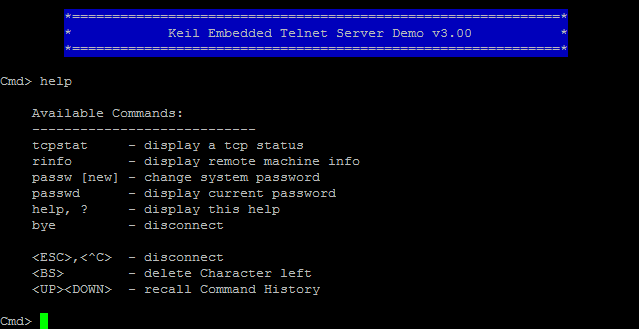 *=============================================================*
*            Keil Embedded Telnet Server Demo v3.00           *
*=============================================================*
Cmd> help
    Available Commands:
    ----------------------------
    tcpstat     - display a tcp status
    rinfo       - display remote machine info
    passw [new] - change system password
    passwd      - display current password
    help, ?     - display this help
    bye         - disconnect
    <ESC>,<^C>  - disconnect
    <BS>        - delete Character left
    <UP><DOWN>  - recall Command History
Cmd>